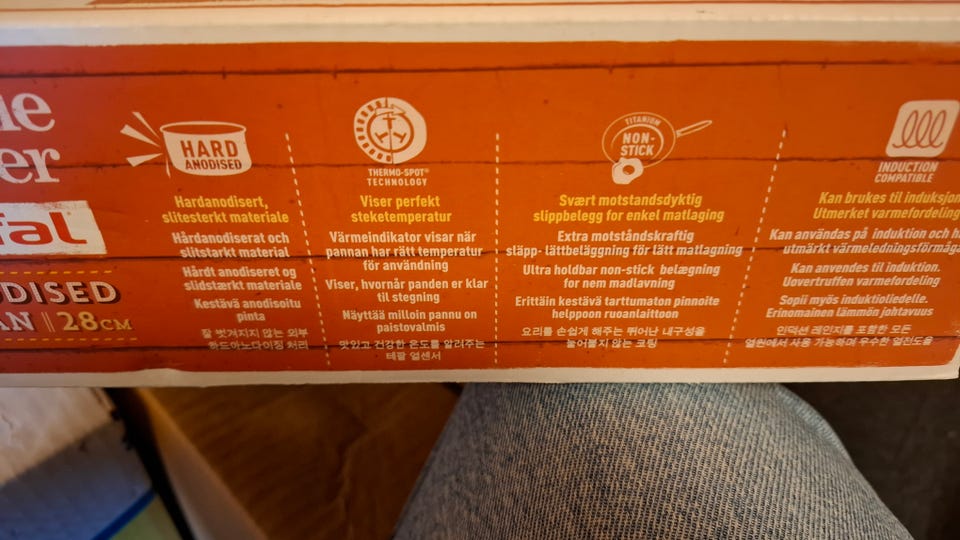 ue
er
fal
DISED
AN 28CM
HARD
ANODISED
Hardanodisert,
slitesterkt materiale
Hårdanodiserat och
slitstarkt material
Hårdt anodiseret og
slidstærkt materiale
Kestävä anodisoitu
pinta
잘 벗겨지지 않는 외부
하드아노다이징 처리
THERMO-SPOT®
TECHNOLOGY
Viser perfekt
steketemperatur
Värmeindikator visar när
pannan har rätt temperatur
för användning
Viser, hvornår panden er klar
til stegning
Näyttää milloin pannu on
paistovalmis
맛있고 건강한 온도를 알려주는
테팔 열센서
TITANIUM
NON-
STICK
Svært motstandsdyktig
slippbelegg for enkel matlaging
Extra motståndskraftig
släpp- lättbeläggning för lätt matlagning
Ultra holdbar non-stick belægning
for nem madlavning
Erittäin kestävä tarttumaton pinnoite
helppoon ruoanlaittoon
요리를 손쉽게 해주는 뛰어난 내구성을
눌어붙지 않는 코팅
INDUCTION
COMPATIBLE
Kan brukes til induksjon
Utmerket varmefordeling
Kan användas på induktion och h
utmärkt värmeledningsförmåga
Kan anvendes til induktion.
Uovertruffen varmefordeling
Sopii myös induktioliedelle.
Erinomainen lämmön johtavuus
인덕션 레인지를 포함한 모든
열원에서 사용 가능하며 우수한 열전도율